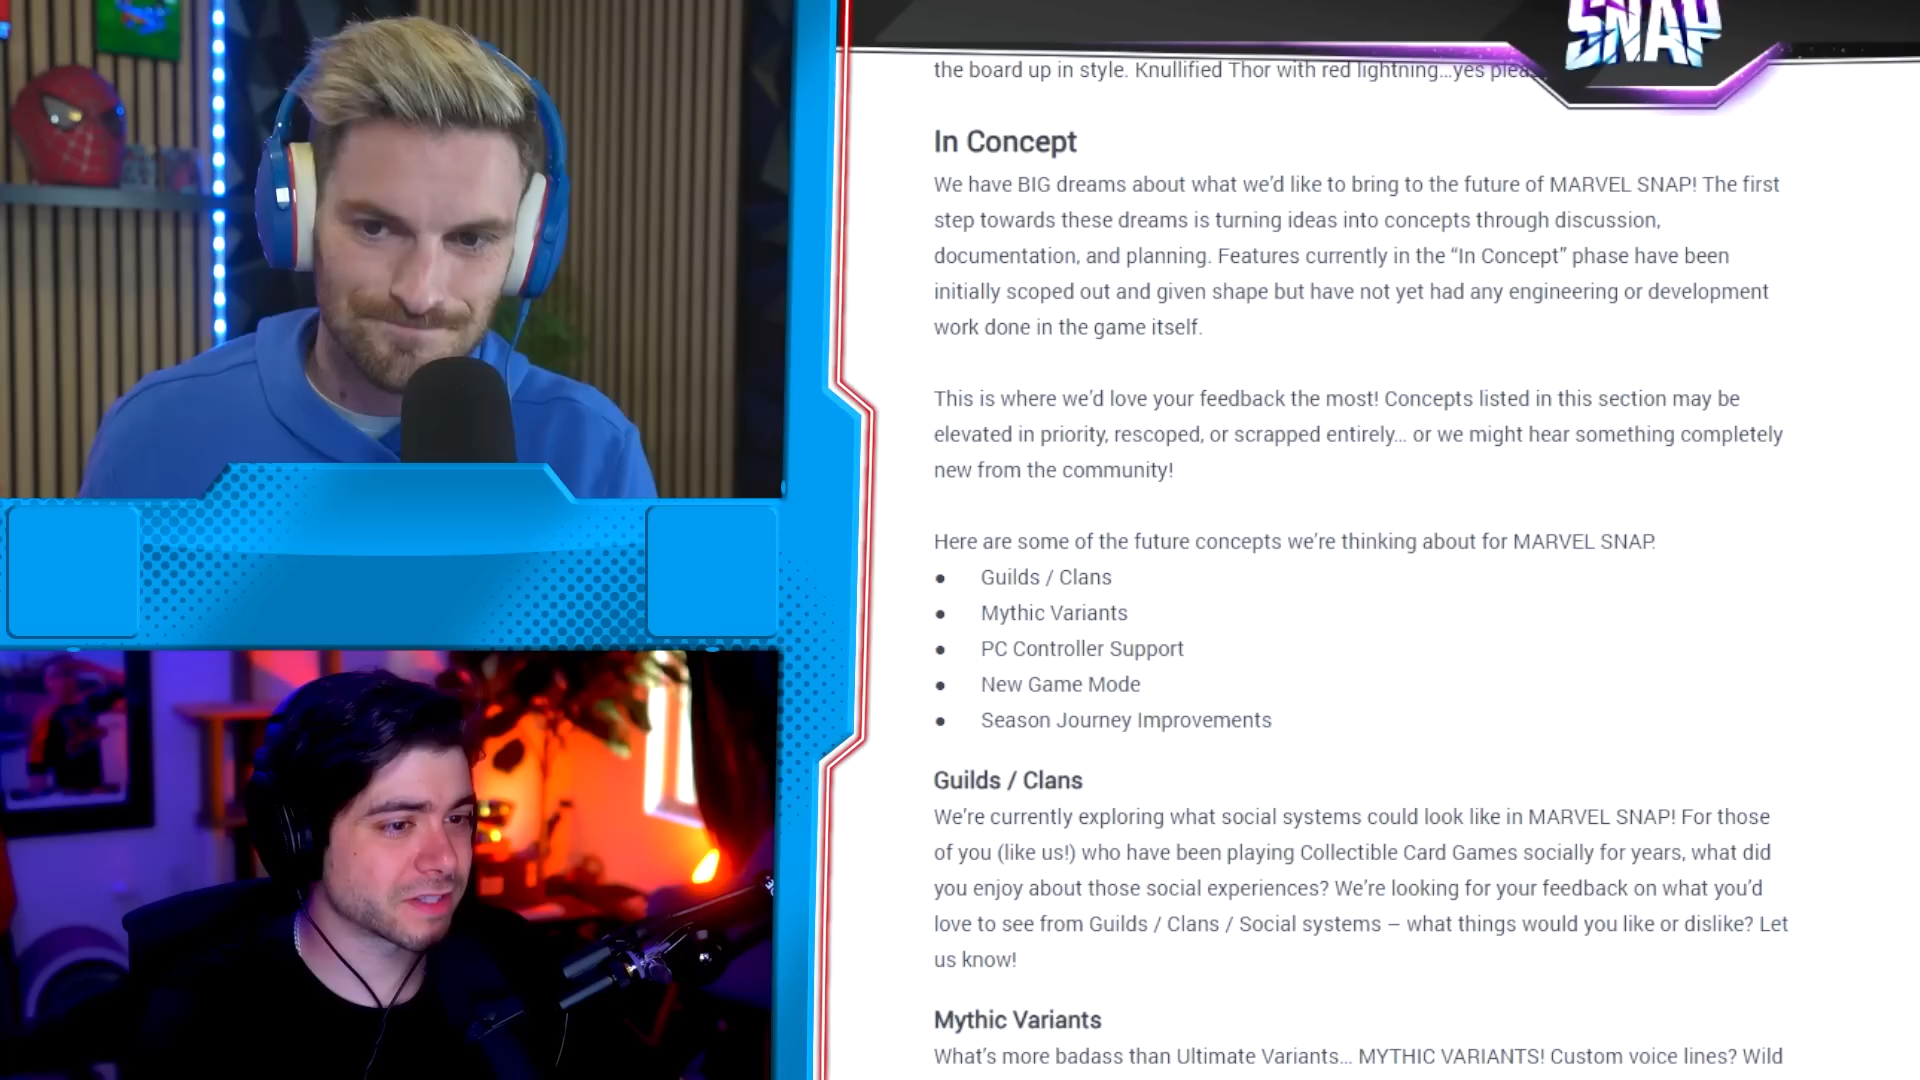 SNAP
the board up in style. Knullified Thor with red lightning…yes
In Concept
We have BIG dreams about what we’d like to bring to the future of MARVEL SNAP! The first
step towards these dreams is turning ideas into concepts through discussion,
documentation, and planning. Features currently in the “In Concept” phase have been
initially scoped out and given shape but have not yet had any engineering or development
work done in the game itself.
This is where we’d love your feedback the most! Concepts listed in this section may be
elevated in priority, rescoped, or scrapped entirely… or we might hear something completely
new from the community!
Here are some of the future concepts we’re thinking about for MARVEL SNAP.
● Guilds / Clans
● Mythic Variants
● PC Controller Support
● New Game Mode
● Season Journey Improvements
Guilds / Clans
We’re currently exploring what social systems could look like in MARVEL SNAP! For those
of you (like us!) who have been playing Collectible Card Games socially for years, what did
you enjoy about those social experiences? We’re looking for your feedback on what you’d
love to see from Guilds / Clans / Social systems – what things would you like or dislike? Let
us know!
Mythic Variants
What’s more badass than Ultimate Variants… MYTHIC VARIANTS! Custom voice lines? Wild